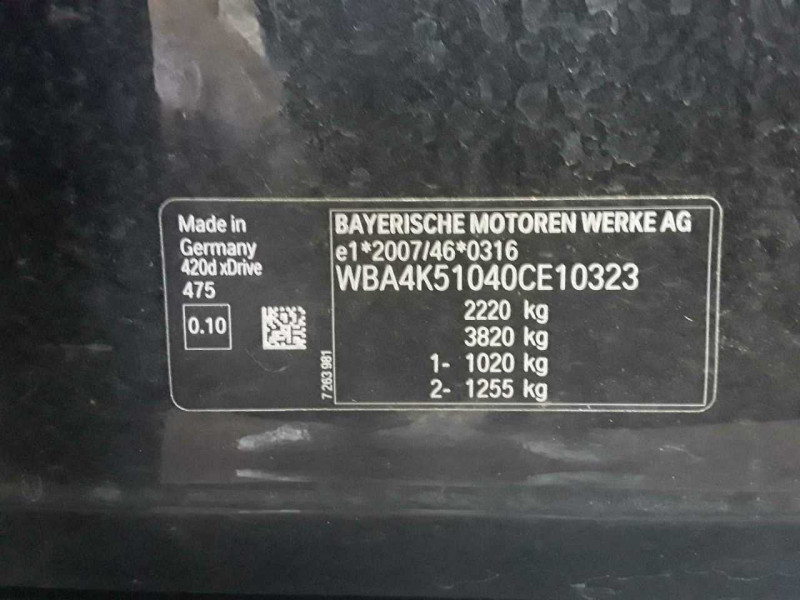 Made in
Germany
420d xDrive
475
0.10
7 263 981
BAYERISCHE MOTOREN WERKE AG
e1*2007/46*0316
WBA4K51040CE10323
2220 kg
3820 kg
1- 1020 kg
2- 1255 kg